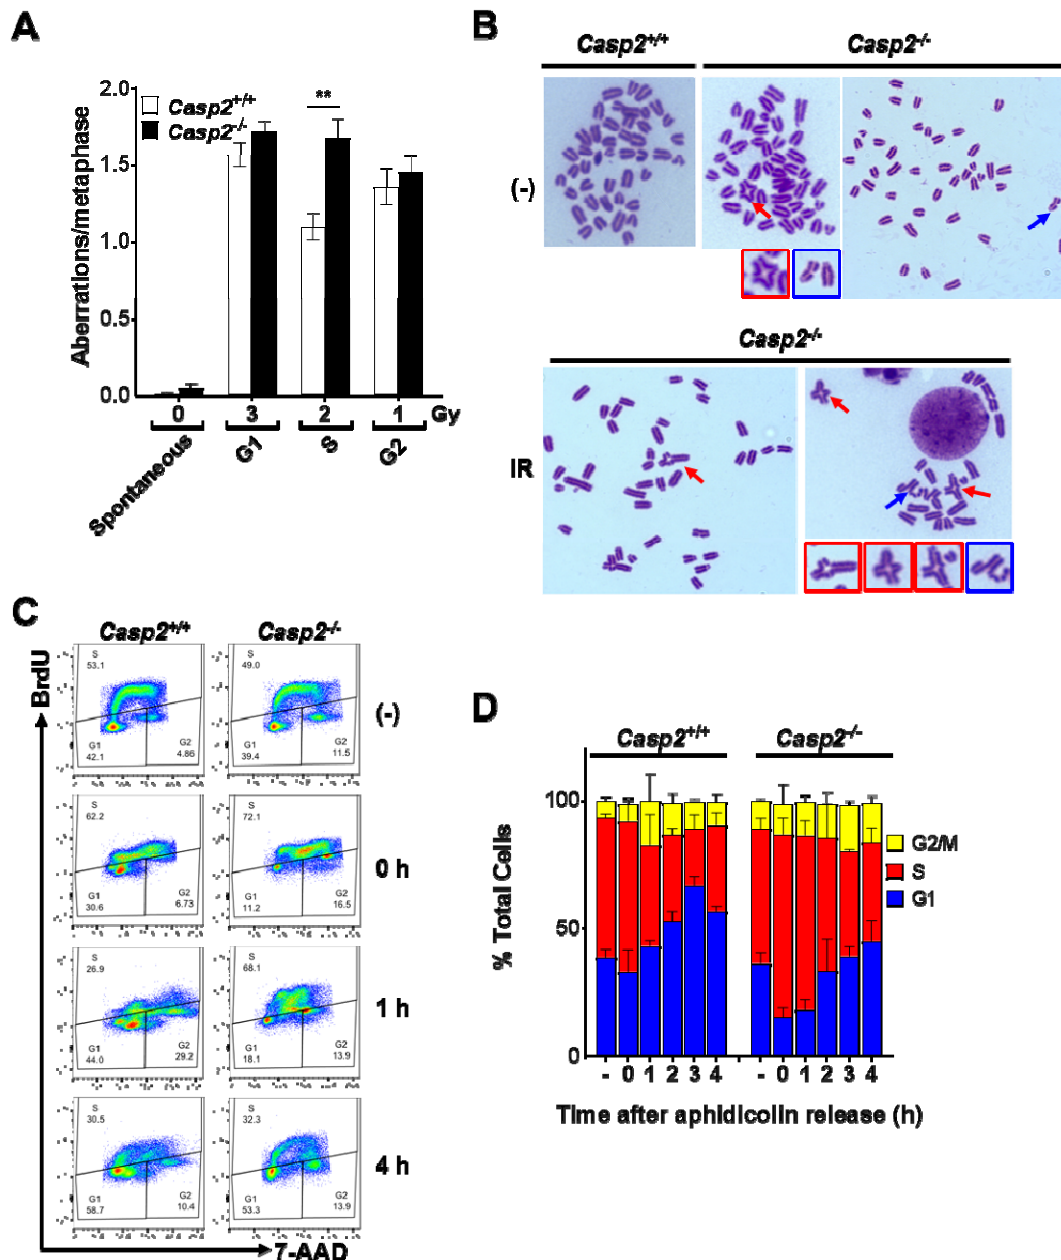 A
Aberrations/metaphase
2.0
1.5
1.0
0.5
0.0
Casp2+/+
Casp2-/-
**
0 3 2 1 Gy
Spontaneous G1 S G2
B
Casp2+/+ Casp2-/-
(-)
Casp2-/-
IR
C
Casp2+/+ Casp2-/-
BrdU
S
53.1
G1
42.1
G2
4.86
S
49.0
G1
39.4
G2
11.5
(-)
S
62.2
G1
30.6
G2
6.73
S
72.1
G1
11.2
G2
16.5
0 h
S
26.9
G1
44.0
G2
29.2
S
68.1
G1
18.1
G2
13.9
1 h
S
30.5
G1
58.7
G2
10.4
S
32.3
G1
53.3
G2
13.9
4 h
7-AAD
D
Casp2+/+ Casp2-/-
% Total Cells
100
50
0
G2/M
S
G1
- 0 1 2 3 4 - 0 1 2 3 4
Time after aphidicolin release (h)